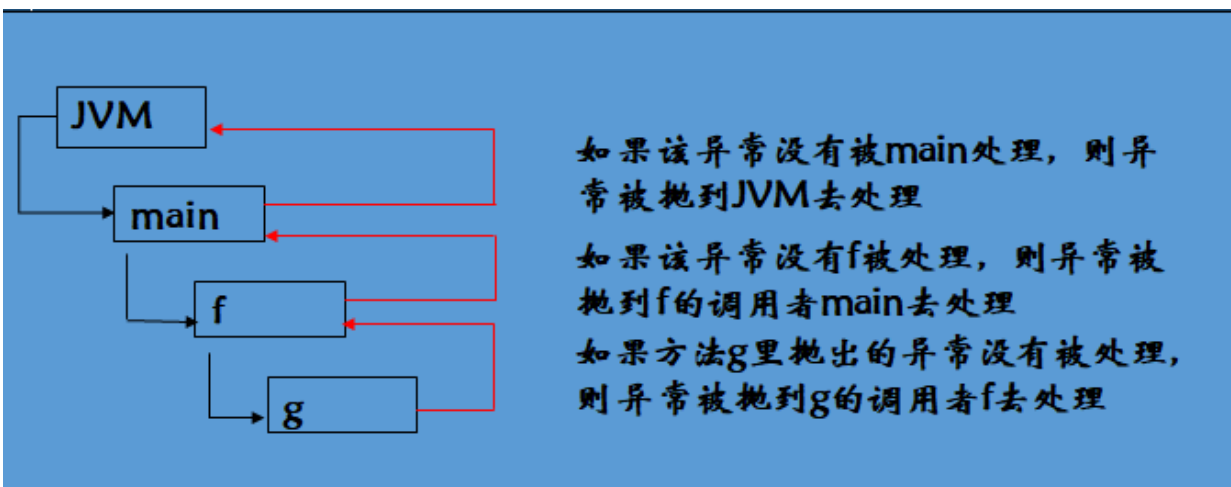 JVM
main
f
g
如果该异常没有被main处理，则异
常被抛到JVM去处理
如果该异常没有f被处理，则异常被
抛到f的调用者main去处理
如果方法g里抛出的异常没有被处理，
则异常被抛到g的调用者f去处理